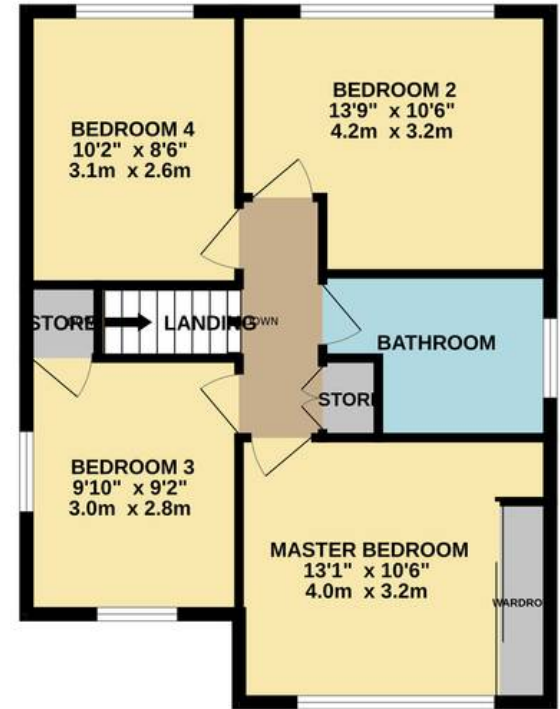 BEDROOM 4
10'2" x 8'6"
3.1m x 2.6m
BEDROOM 2
13'9" x 10'6"
4.2m x 3.2m
STORE
LANDING
DOWN
BATHROOM
STORE
BEDROOM 3
9'10" x 9'2"
3.0m x 2.8m
MASTER BEDROOM
13'1" x 10'6"
4.0m x 3.2m
WARDRO